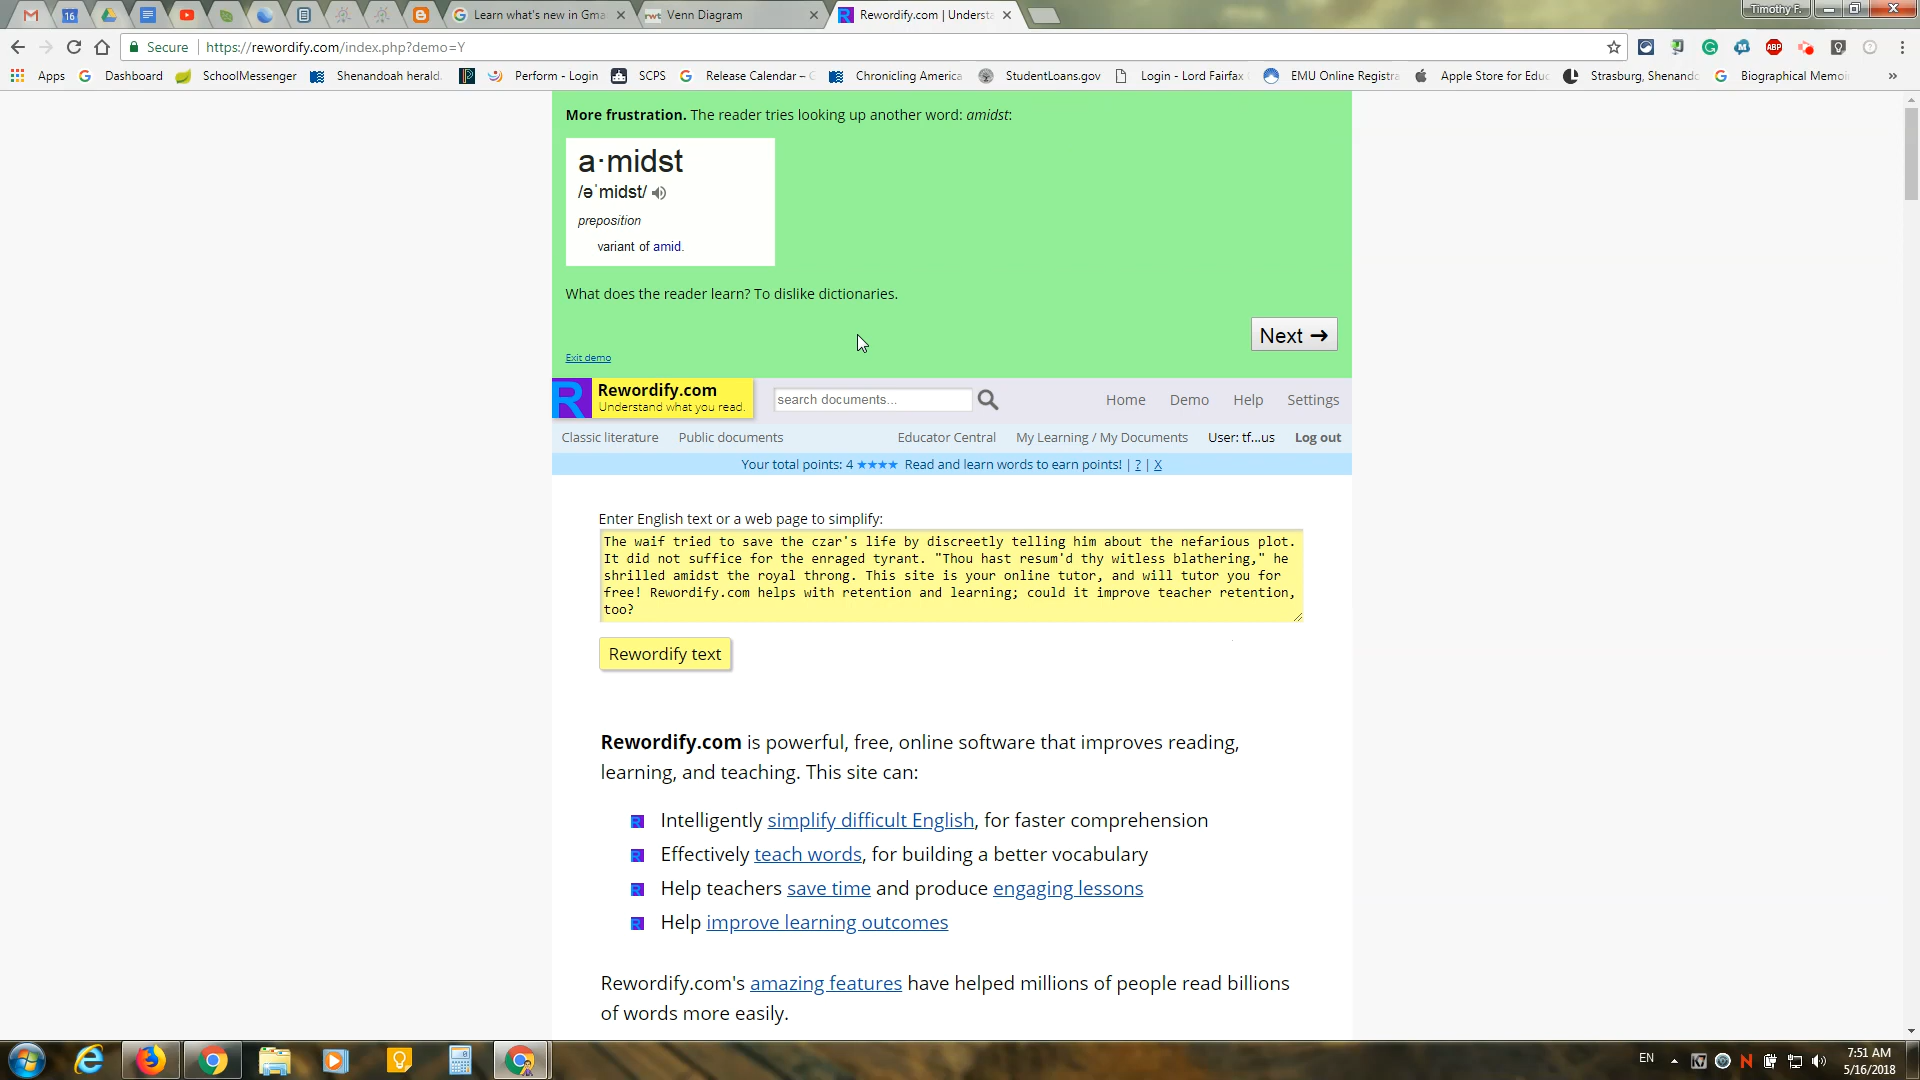 Timothy F.
16
Learn what's new in Gma
rwt Venn Diagram
Rewordify.com | Understa
Secure https://rewordify.com/index.php?demo=Y
ABP
Apps Dashboard SchoolMessenger Shenandoah herald. Perform - Login SCPS Release Calendar – G Chronicling America StudentLoans.gov Login - Lord Fairfax EMU Online Registra Apple Store for Educ Strasburg, Shenando Biographical Memoi »
More frustration. The reader tries looking up another word: amidst:
a·midst
/əˈmidst/
preposition
variant of amid.
What does the reader learn? To dislike dictionaries.
Next →
Exit demo
R Rewordify.com
Understand what you read.
search documents...
Home Demo Help Settings
Classic literature Public documents Educator Central My Learning / My Documents User: tf...us Log out
Your total points: 4 ★★★★ Read and learn words to earn points! | ? | X
Enter English text or a web page to simplify:
The waif tried to save the czar's life by discreetly telling him about the nefarious plot.
It did not suffice for the enraged tyrant. "Thou hast resum'd thy witless blathering," he
shrilled amidst the royal throng. This site is your online tutor, and will tutor you for
free! Rewordify.com helps with retention and learning; could it improve teacher retention,
too?
Rewordify text
Rewordify.com is powerful, free, online software that improves reading,
learning, and teaching. This site can:
Intelligently simplify difficult English, for faster comprehension
Effectively teach words, for building a better vocabulary
Help teachers save time and produce engaging lessons
Help improve learning outcomes
Rewordify.com's amazing features have helped millions of people read billions
of words more easily.
EN
7:51 AM
5/16/2018